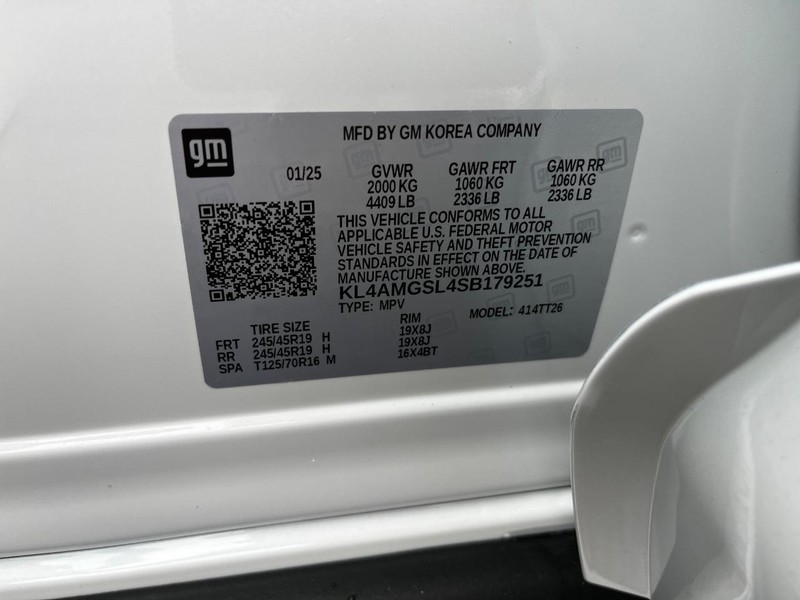 gm
MFD BY GM KOREA COMPANY
01/25 GVWR GAWR FRT GAWR RR
2000 KG 1060 KG 1060 KG
4409 LB 2336 LB 2336 LB
THIS VEHICLE CONFORMS TO ALL
APPLICABLE U.S. FEDERAL MOTOR
VEHICLE SAFETY AND THEFT PREVENTION
STANDARDS IN EFFECT ON THE DATE OF
MANUFACTURE SHOWN ABOVE.
KL4AMGSL4SB179251
TYPE: MPV MODEL: 414TT26
TIRE SIZE RIM
FRT 245/45R19 H 19X8J
RR 245/45R19 H 19X8J
SPA T125/70R16 M 16X4BT